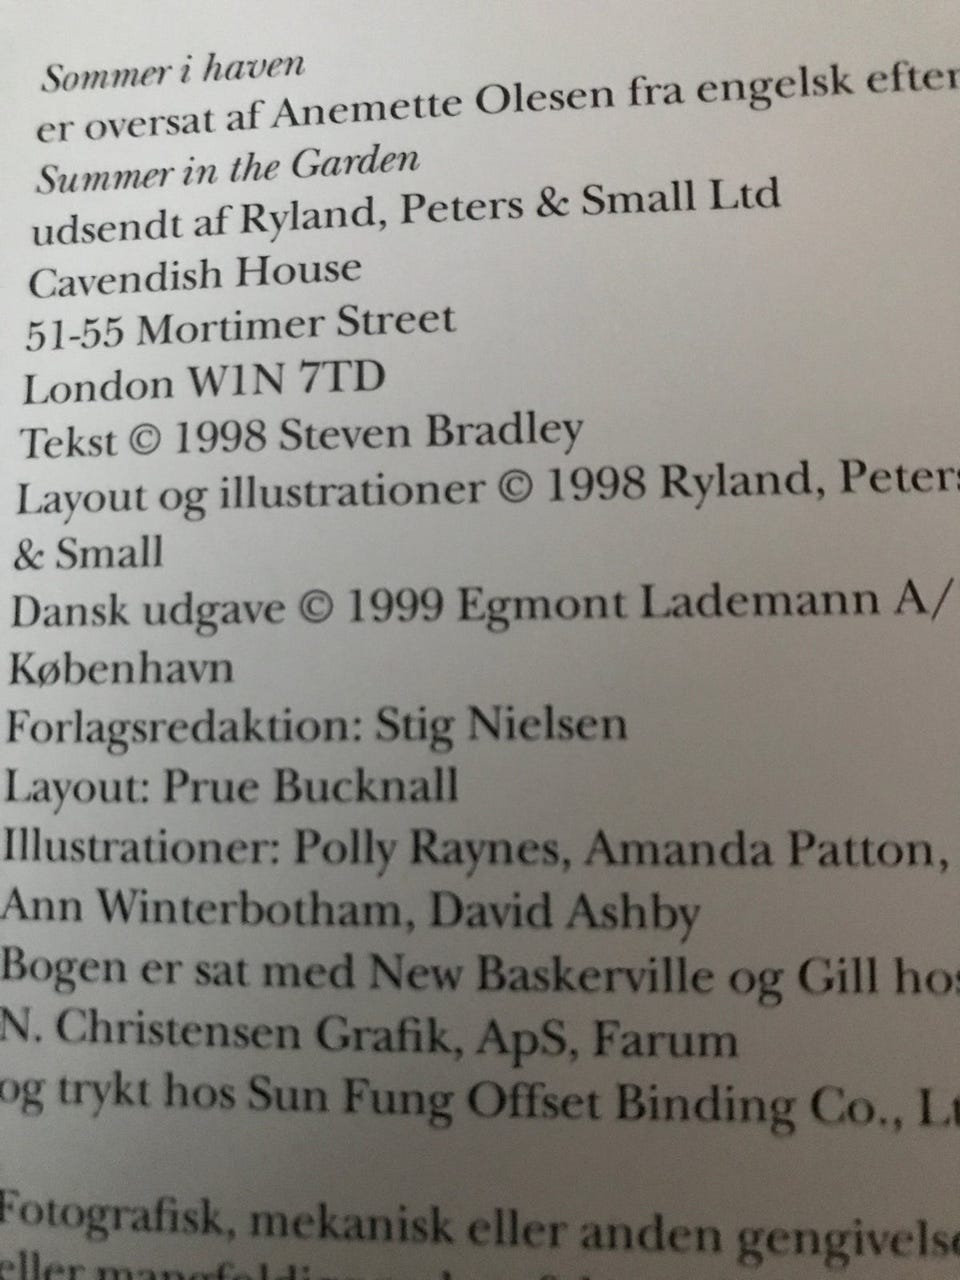 Sommer i haven
er oversat af Anemette Olesen fra engelsk efter
Summer in the Garden
udsendt af Ryland, Peters & Small Ltd
Cavendish House
51-55 Mortimer Street
London W1N 7TD
Tekst © 1998 Steven Bradley
Layout og illustrationer © 1998 Ryland, Peters
& Small
Dansk udgave © 1999 Egmont Lademann A/
København
Forlagsredaktion: Stig Nielsen
Layout: Prue Bucknall
Illustrationer: Polly Raynes, Amanda Patton,
Ann Winterbotham, David Ashby
Bogen er sat med New Baskerville og Gill hos
N. Christensen Grafik, ApS, Farum
og trykt hos Sun Fung Offset Binding Co., Lt
Fotografisk, mekanisk eller anden gengivelse
eller